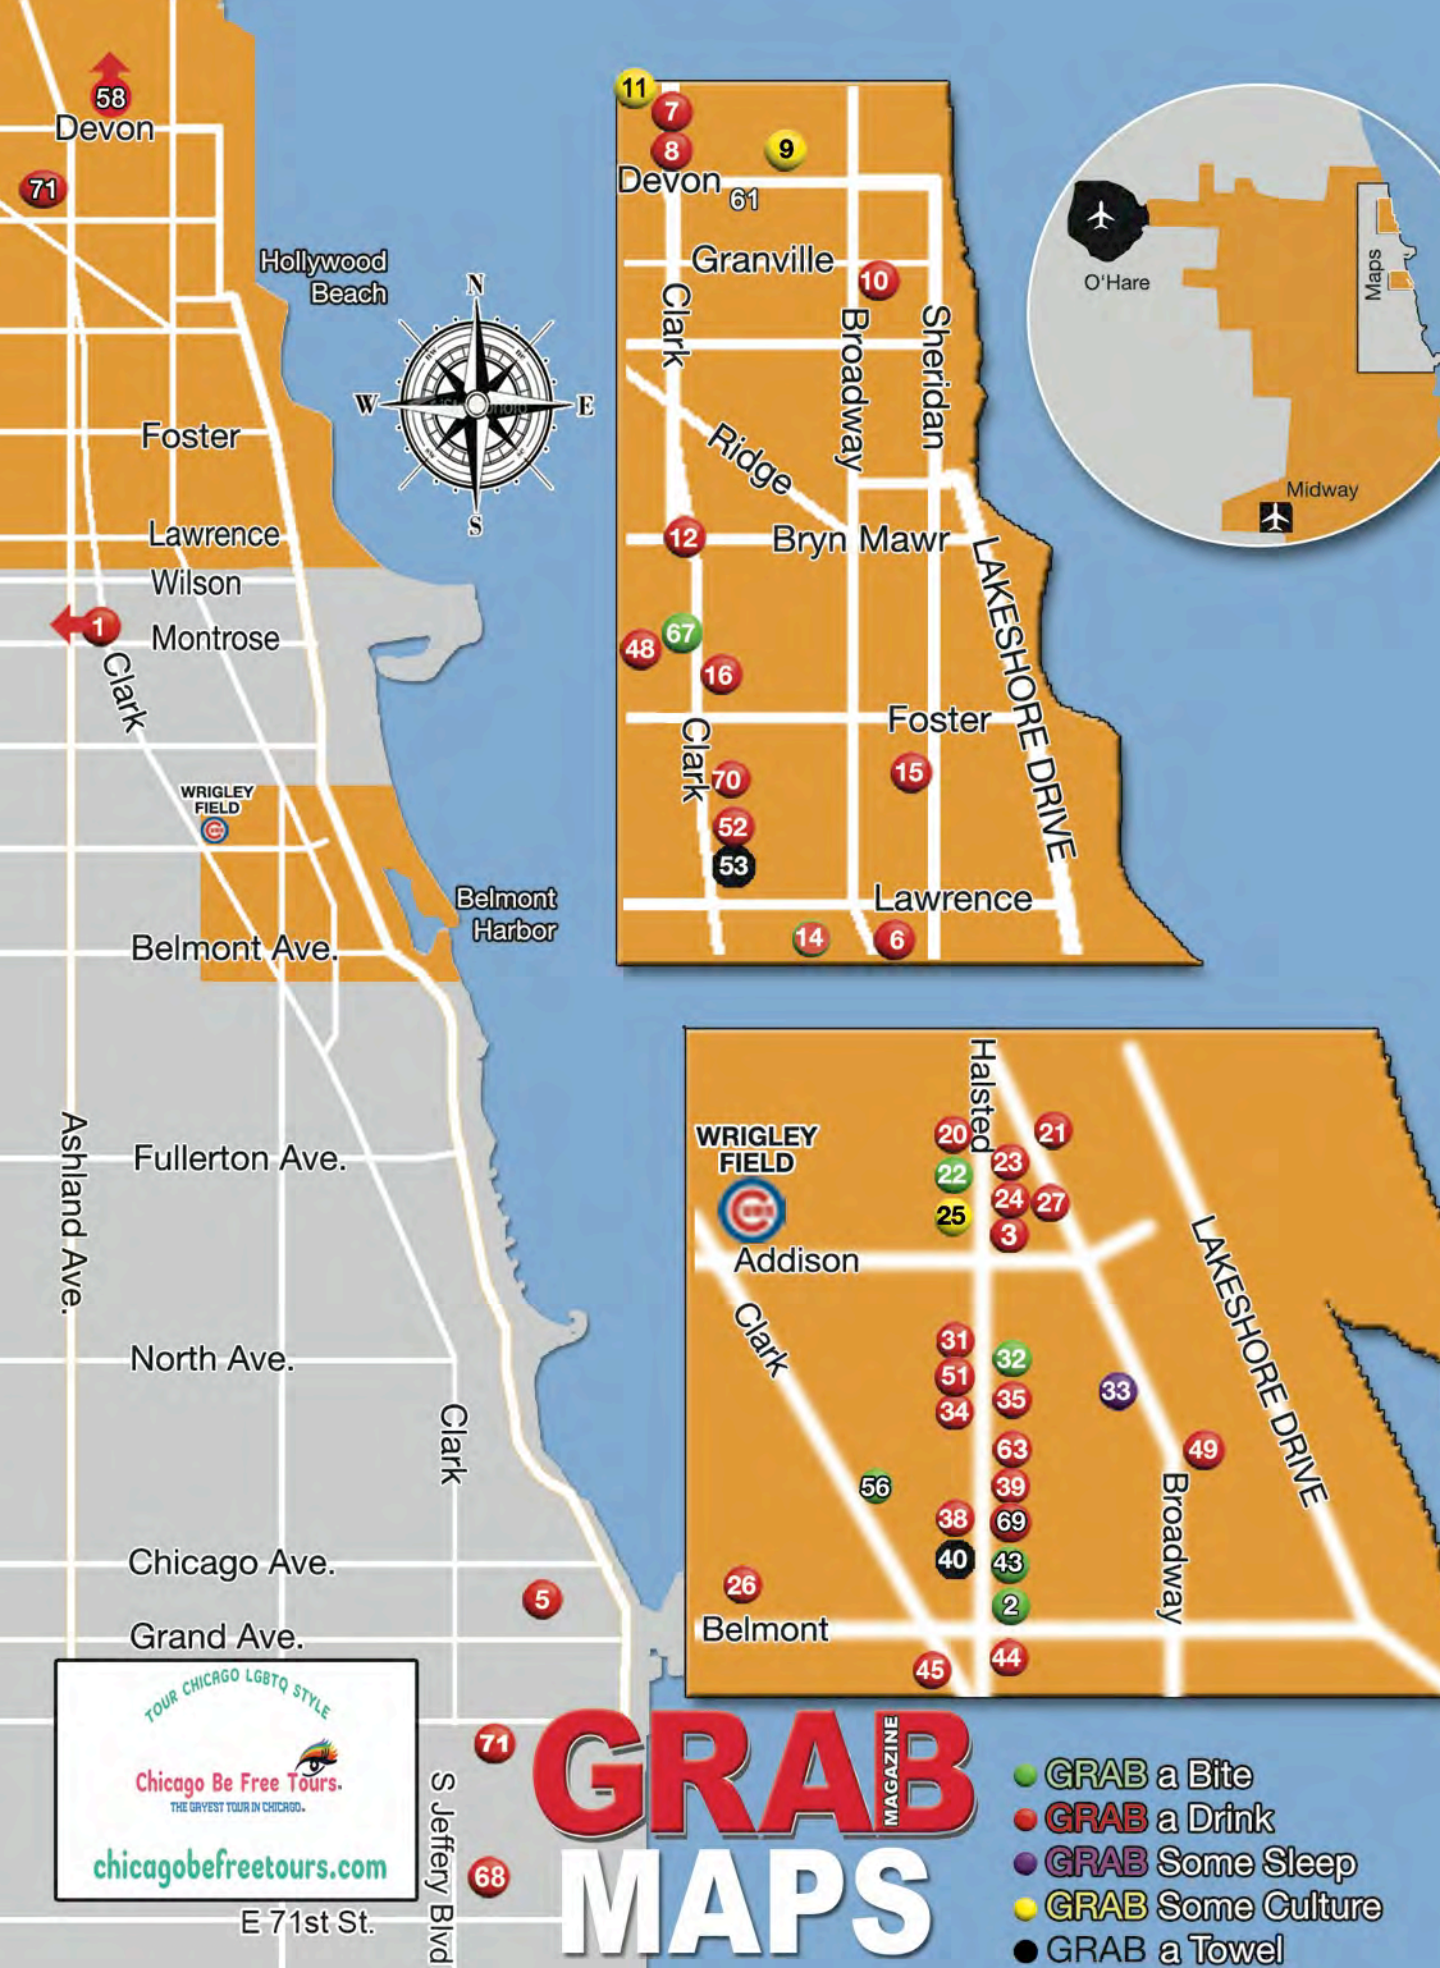 58
Devon
71
Hollywood
Beach
N
W
E
S
Foster
Lawrence
Wilson
1
Montrose
Clark
WRIGLEY
FIELD
Belmont
Harbor
Belmont Ave.
Ashland Ave.
Fullerton Ave.
North Ave.
Clark
Chicago Ave.
5
Grand Ave.
TOUR CHICAGO LGBTQ STYLE
Chicago Be Free Tours.
THE GAYEST TOUR IN CHICAGO.
chicagobefreetours.com
71
S Jeffery Blvd
68
E 71st St.
11
7
8
9
Devon
61
Granville
10
Clark
Broadway
Sheridan
Ridge
12
Bryn Mawr
LAKESHORE DRIVE
67
48
16
Foster
Clark
70
15
52
53
Lawrence
14
6
O'Hare
Maps
Midway
Halsted
WRIGLEY
FIELD
20
21
22
23
24
27
25
3
Addison
Clark
LAKESHORE DRIVE
31
32
51
35
34
33
63
49
56
39
38
69
Broadway
40
43
26
2
Belmont
45
44
GRAB
MAGAZINE
MAPS
GRAB a Bite
GRAB a Drink
GRAB Some Sleep
GRAB Some Culture
GRAB a Towel